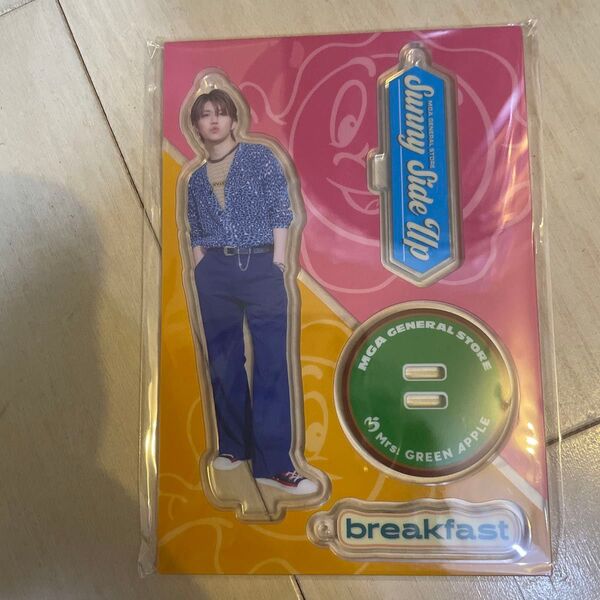 MGA GENERAL STORE
Sunny Side Up
MGA GENERAL STORE
Mrs. GREEN APPLE
breakfast